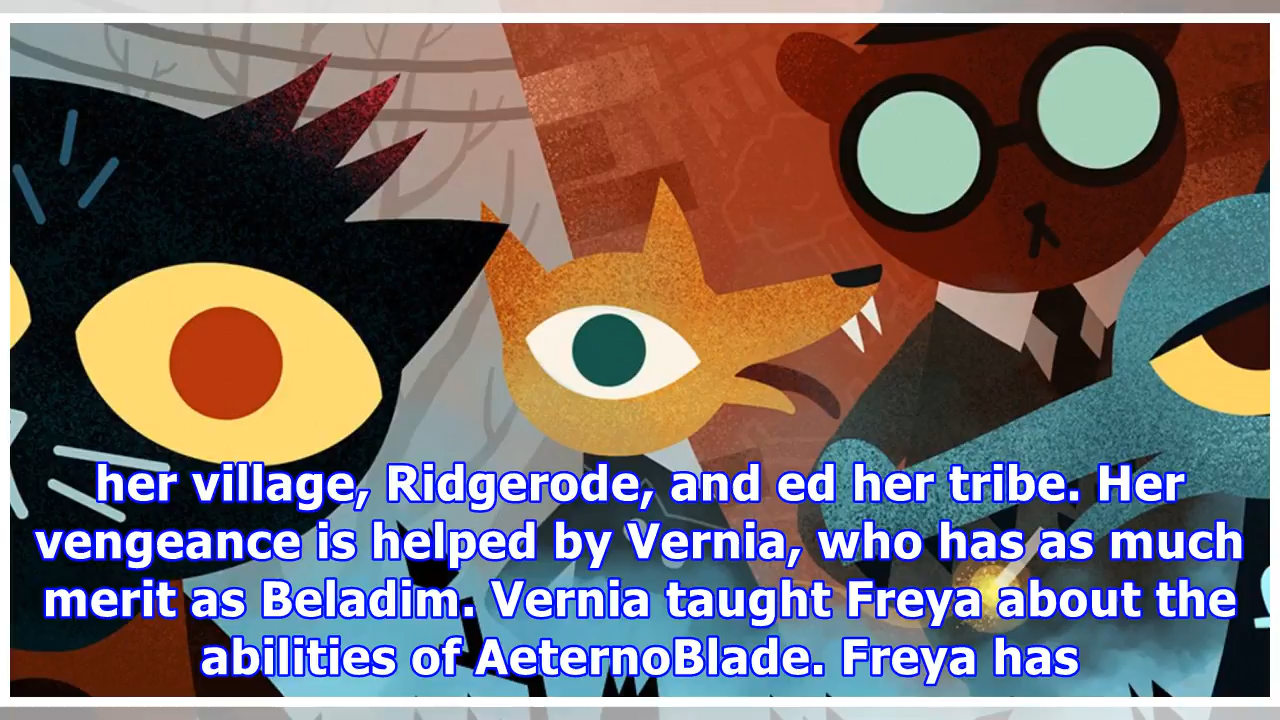 her village, Ridgerode, and ed her tribe. Her
vengeance is helped by Vernia, who has as much
merit as Beladim. Vernia taught Freya about the
abilities of AeternoBlade. Freya has